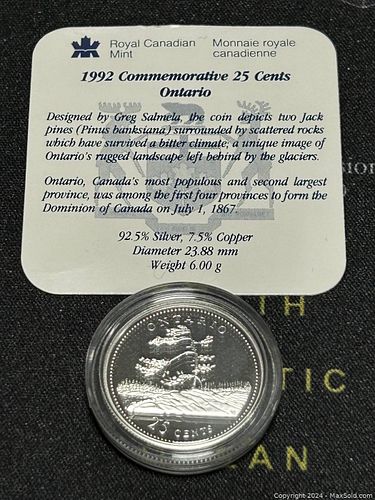 Royal Canadian Mint
Monnaie royale canadienne
1992 Commemorative 25 Cents
Ontario
Designed by Greg Salmela, the coin depicts two Jack
pines (Pinus banksiana) surrounded by scattered rocks
which have survived a bitter climate, a unique image of
Ontario's rugged landscape left behind by the glaciers.
Ontario, Canada's most populous and second largest
province, was among the first four provinces to form the
Dominion of Canada on July 1, 1867.
92.5% Silver, 7.5% Copper
Diameter 23.88 mm
Weight 6.00 g
TH
ONTARIO
TIC
25 CENTS
AN
Copyright 2024 - MaxSold.com